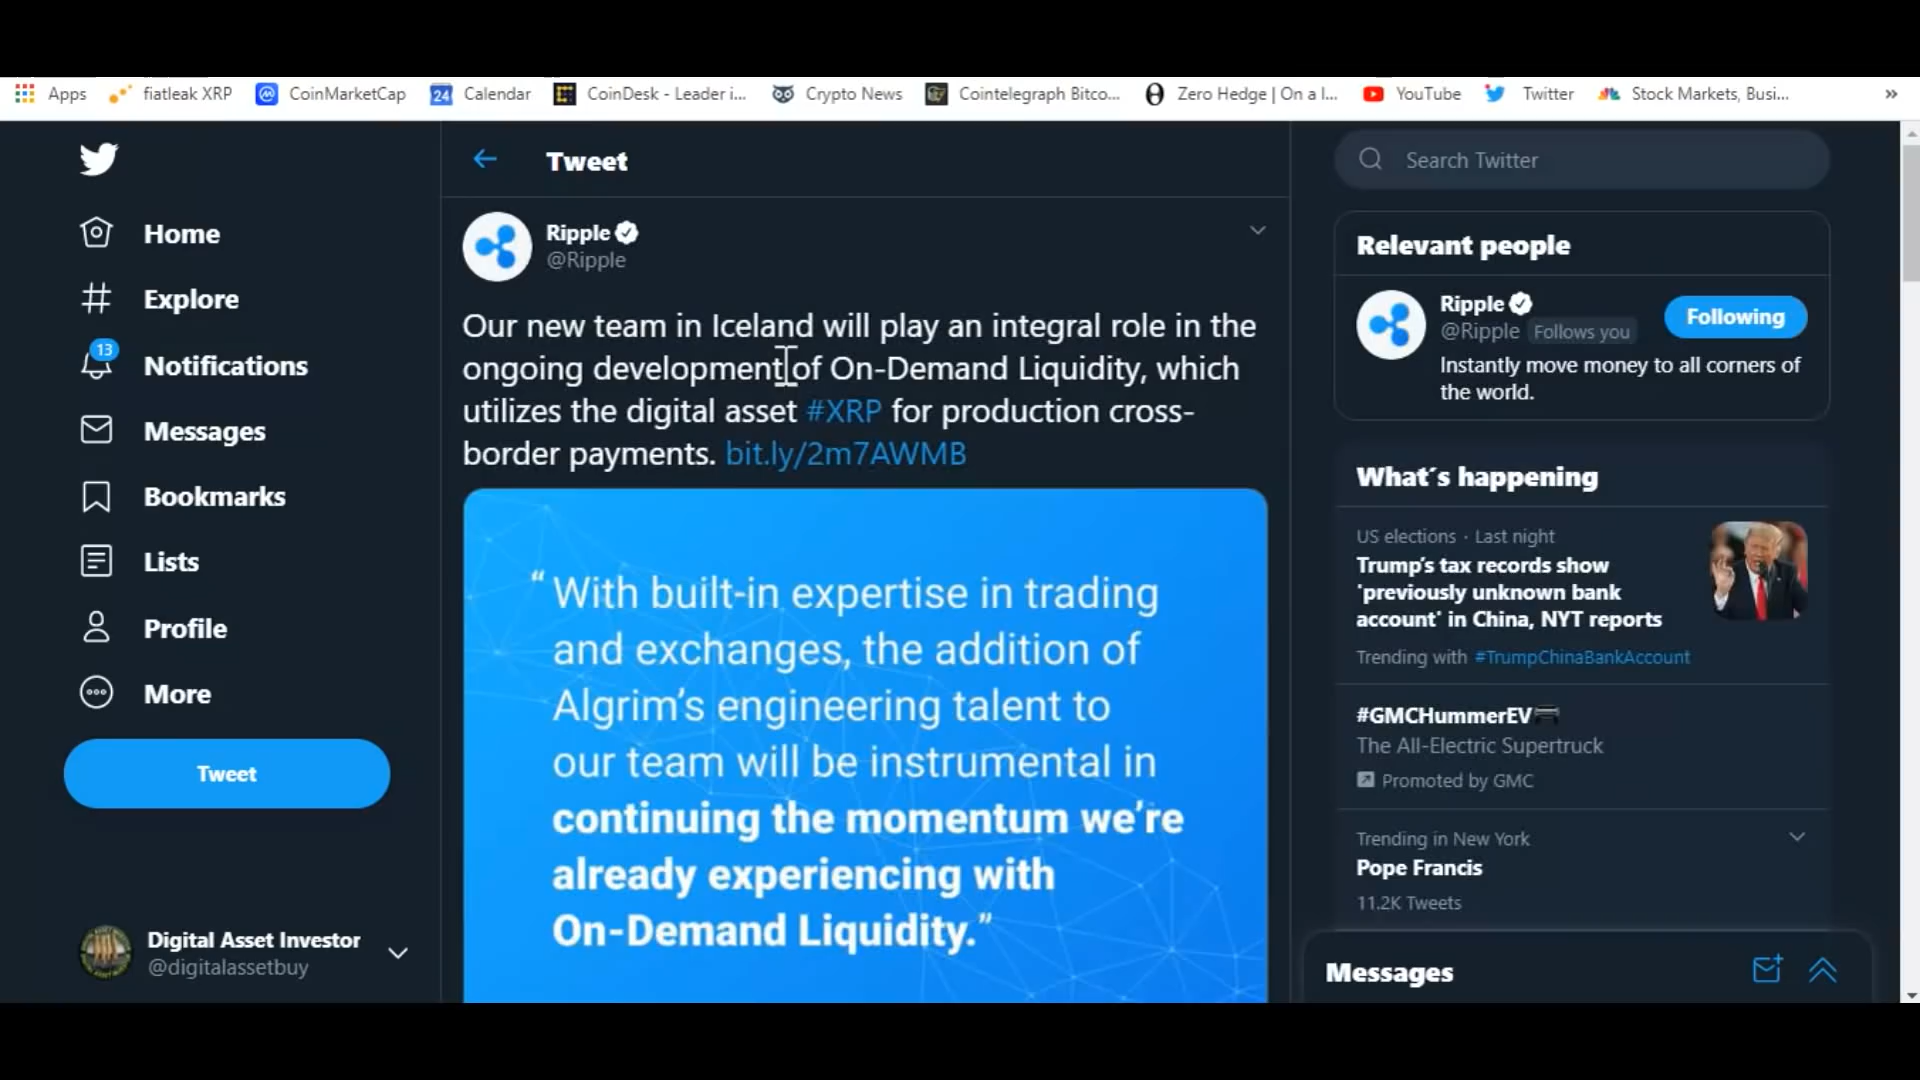 Apps fiatleak XRP CoinMarketCap 24 Calendar CoinDesk - Leader i... Crypto News Cointelegraph Bitco... Zero Hedge | On a l... YouTube Twitter Stock Markets, Busi... »
Home
Explore
13
Notifications
Messages
Bookmarks
Lists
Profile
More
Tweet
Digital Asset Investor
@digitalassetbuy
Tweet
Ripple
@Ripple
Our new team in Iceland will play an integral role in the
ongoing development of On-Demand Liquidity, which
utilizes the digital asset #XRP for production cross-
border payments. bit.ly/2m7AWMB
“ With built-in expertise in trading
and exchanges, the addition of
Algrim’s engineering talent to
our team will be instrumental in
continuing the momentum we’re
already experiencing with
On-Demand Liquidity.”
Search Twitter
Relevant people
Ripple
@Ripple Follows you
Following
Instantly move money to all corners of
the world.
What´s happening
US elections · Last night
Trump’s tax records show
'previously unknown bank
account' in China, NYT reports
Trending with #TrumpChinaBankAccount
#GMCHummerEV
The All-Electric Supertruck
Promoted by GMC
Trending in New York
Pope Francis
11.2K Tweets
Messages